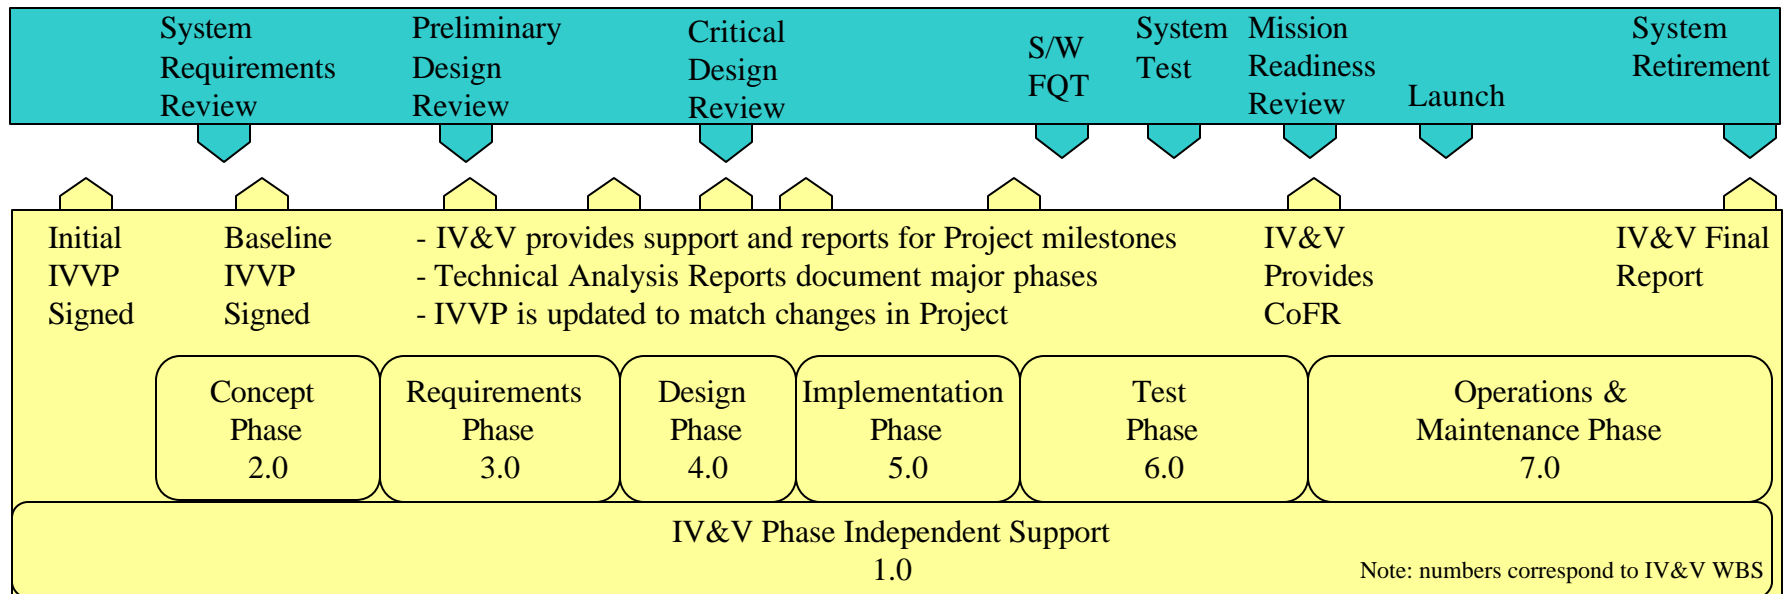 System
Requirements
Review
Preliminary
Design
Review
Critical
Design
Review
S/W
FQT
System
Test
Mission
Readiness
Review
Launch
System
Retirement
Initial
IVVP
Signed
Baseline
IVVP
Signed
- IV&V provides support and reports for Project milestones
- Technical Analysis Reports document major phases
- IVVP is updated to match changes in Project
IV&V
Provides
CoFR
IV&V Final
Report
Concept
Phase
2.0
Requirements
Phase
3.0
Design
Phase
4.0
Implementation
Phase
5.0
Test
Phase
6.0
Operations &
Maintenance Phase
7.0
IV&V Phase Independent Support
1.0
Note: numbers correspond to IV&V WBS